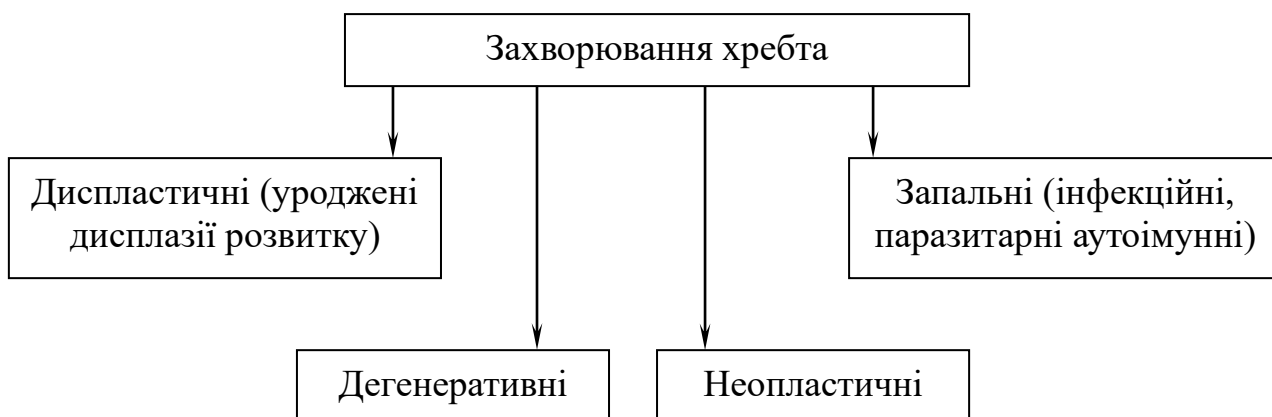 Захворювання хребта
Диспластичні (уроджені
дисплазії розвитку)
Запальні (інфекційні,
паразитарні аутоімунні)
Дегенеративні
Неопластичні